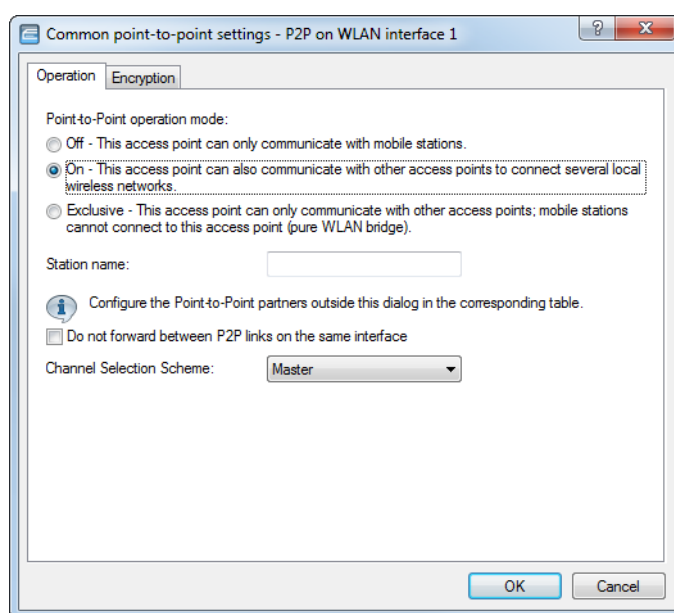 Common point-to-point settings - P2P on WLAN interface 1
Operation
Encryption
Point-to-Point operation mode:
Off - This access point can only communicate with mobile stations.
On - This access point can also communicate with other access points to connect several local
wireless networks.
Exclusive - This access point can only communicate with other access points; mobile stations
cannot connect to this access point (pure WLAN bridge).
Station name:
Configure the Point-to-Point partners outside this dialog in the corresponding table.
Do not forward between P2P links on the same interface
Channel Selection Scheme:
Master
OK
Cancel